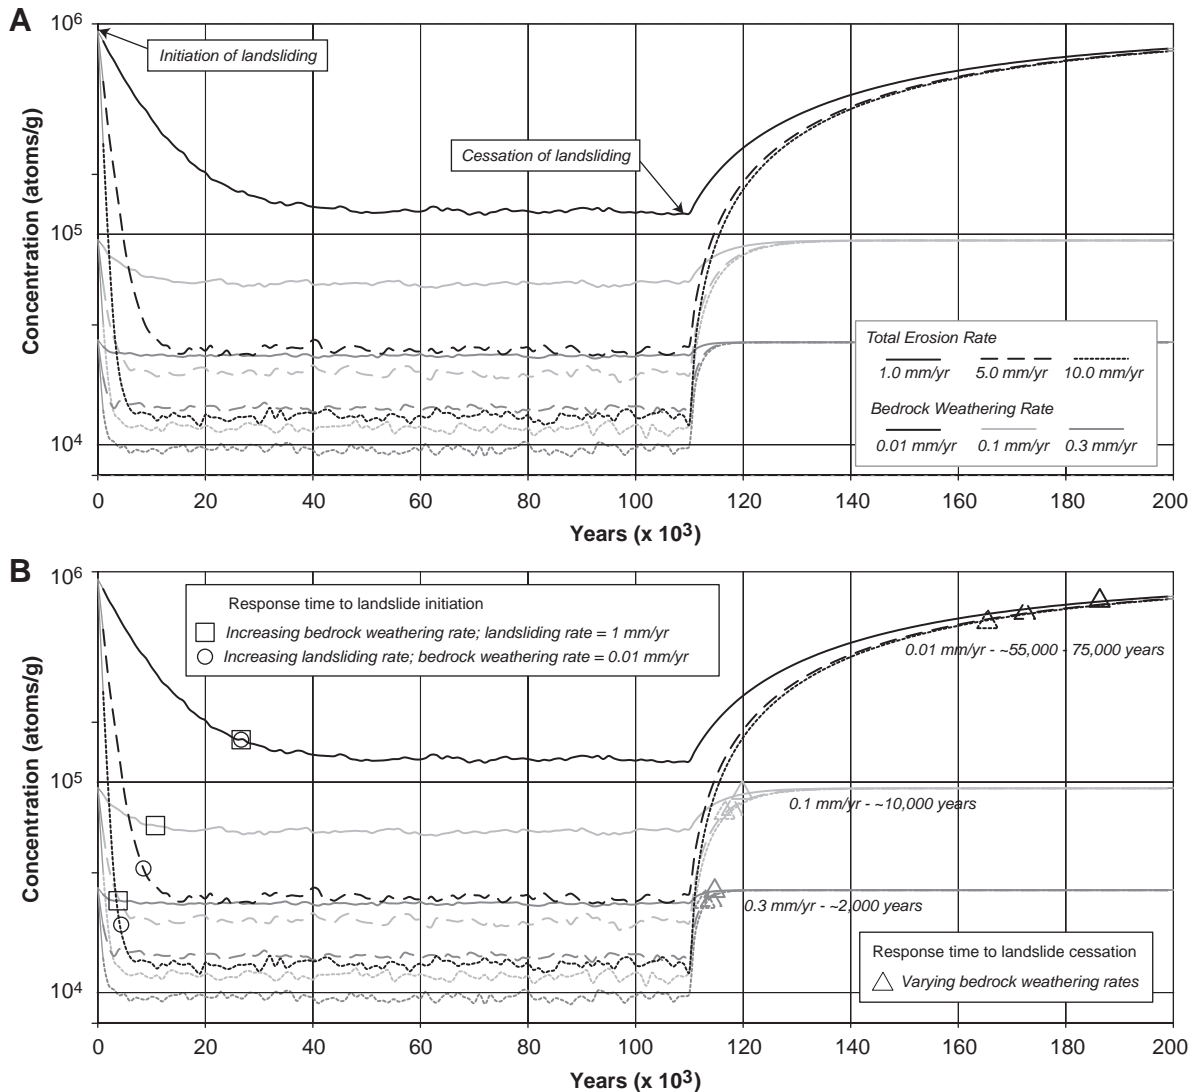 A
10⁶
Initiation of landsliding
Cessation of landsliding
Concentration (atoms/g)
10⁵
Total Erosion Rate
1.0 mm/yr 5.0 mm/yr 10.0 mm/yr
Bedrock Weathering Rate
0.01 mm/yr 0.1 mm/yr 0.3 mm/yr
10⁴
0 20 40 60 80 100 120 140 160 180 200
Years (x 10³)
B
10⁶
Response time to landslide initiation
Increasing bedrock weathering rate; landsliding rate = 1 mm/yr
Increasing landsliding rate; bedrock weathering rate = 0.01 mm/yr
0.01 mm/yr - ~55,000 - 75,000 years
Concentration (atoms/g)
10⁵
0.1 mm/yr - ~10,000 years
0.3 mm/yr - ~2,000 years
Response time to landslide cessation
Varying bedrock weathering rates
10⁴
0 20 40 60 80 100 120 140 160 180 200
Years (x 10³)